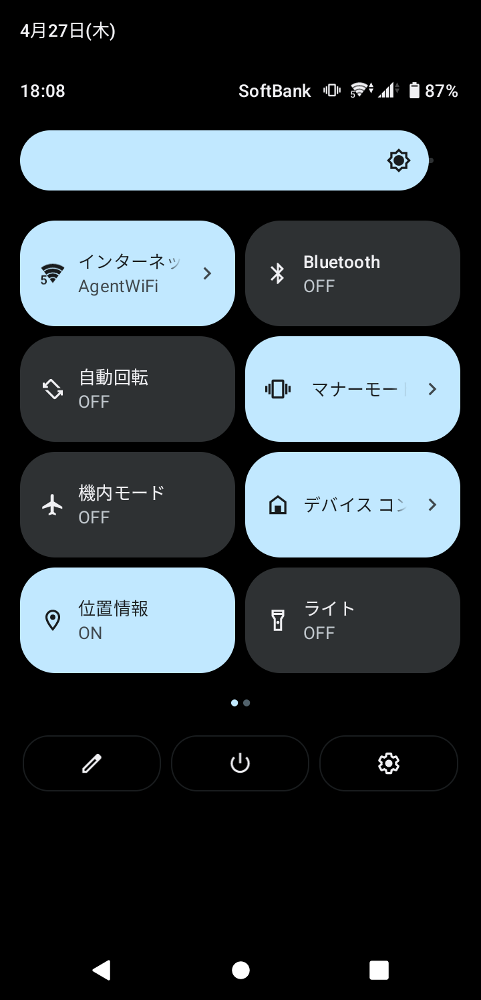 4月27日(木)
18:08 SoftBank 5 87%
インターネッ
5 AgentWiFi
Bluetooth
OFF
自動回転
OFF
マナーモー
機内モード
OFF
デバイス コン
位置情報
ON
ライト
OFF